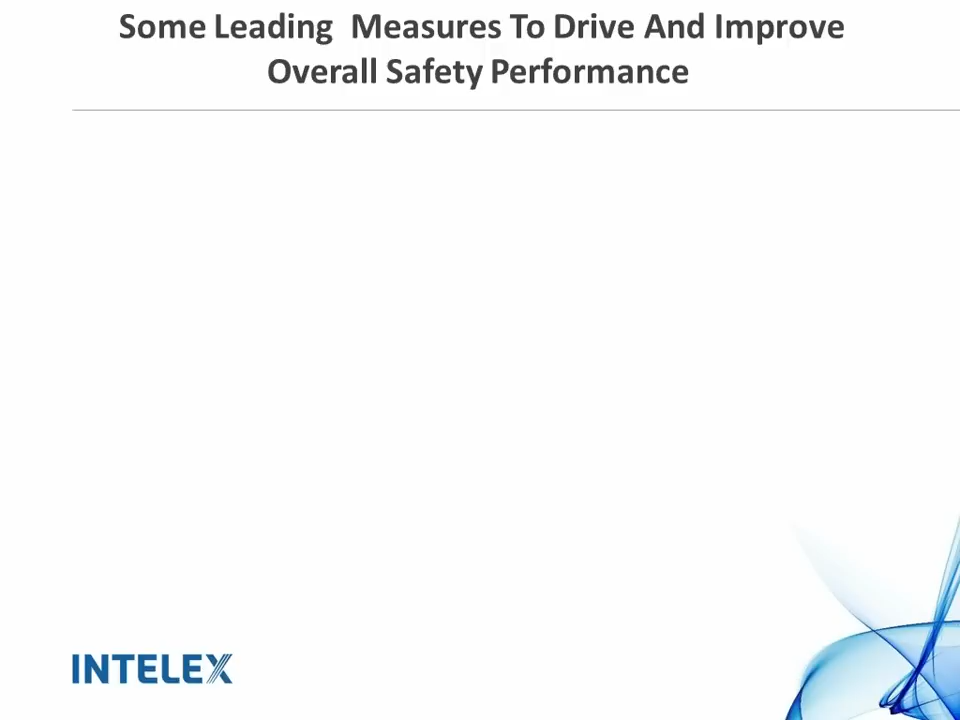 Some Leading  Measures To Drive And Improve
Overall Safety Performance
INTELEX